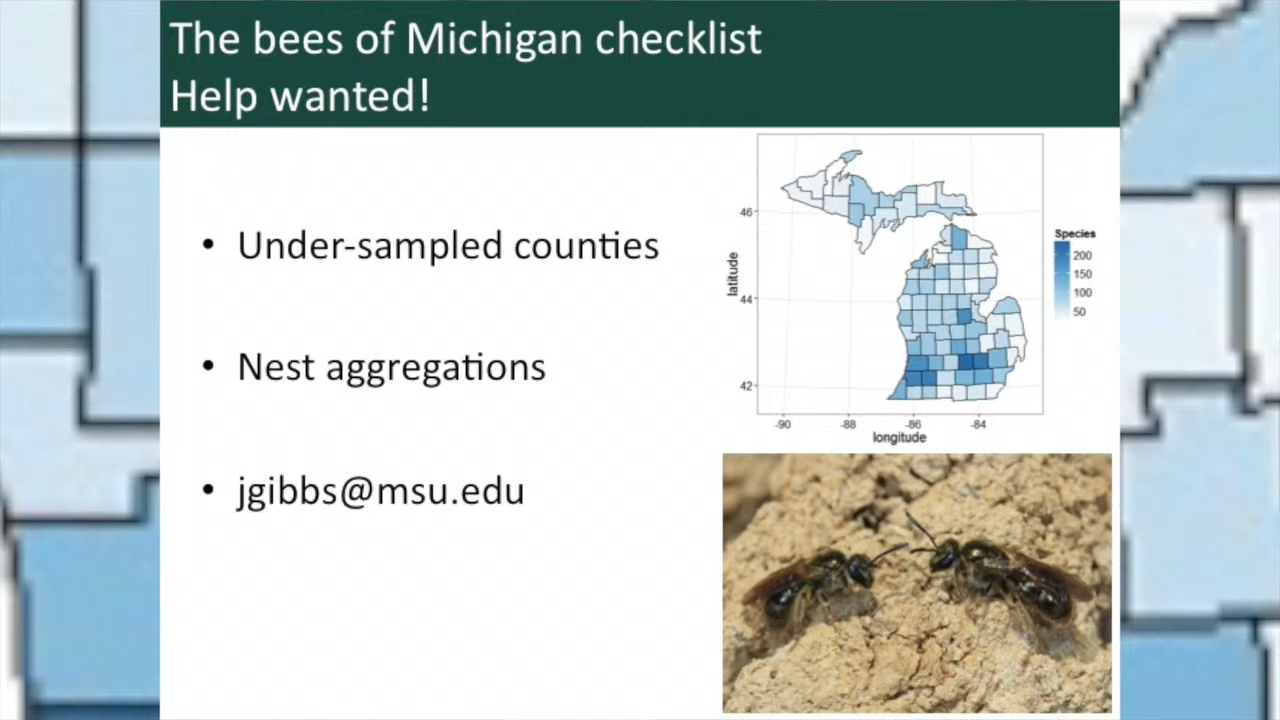 The bees of Michigan checklist
Help wanted!
• Under-sampled counties
• Nest aggregations
• jgibbs@msu.edu
46
44
42
latitude
-90
-88
-86
-84
longitude
Species
200
150
100
50